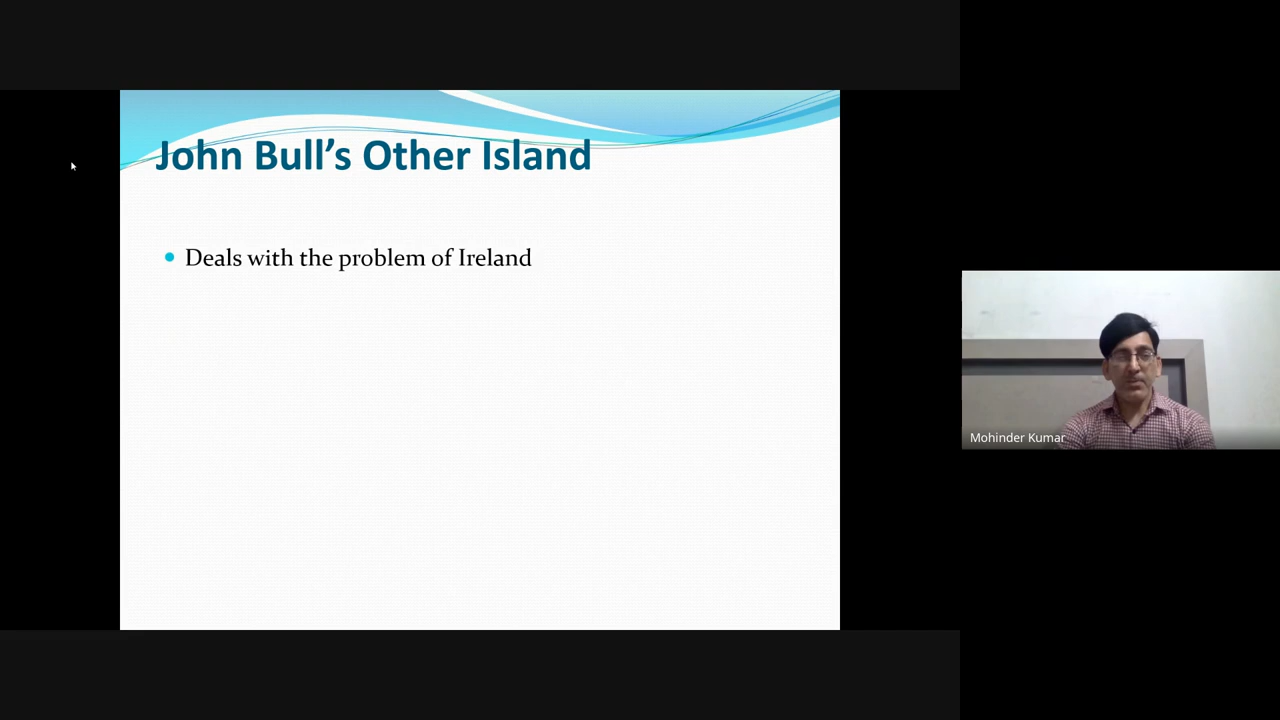 John Bull’s Other Island
Deals with the problem of Ireland
Mohinder Kumar